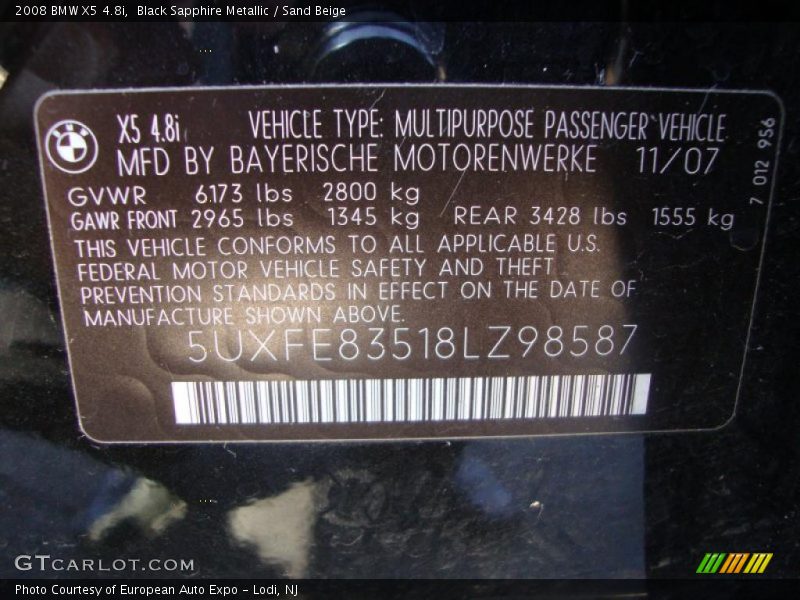 2008 BMW X5 4.8i, Black Sapphire Metallic / Sand Beige
BMW
X5 4.8i VEHICLE TYPE: MULTIPURPOSE PASSENGER VEHICLE
MFD BY BAYERISCHE MOTORENWERKE 11/07
7 012 956
GVWR 6.173 lbs 2800 kg
GAWR FRONT 2965 lbs 1345 kg REAR 3428 lbs 1555 kg
THIS VEHICLE CONFORMS TO ALL APPLICABLE U.S.
FEDERAL MOTOR VEHICLE SAFETY AND THEFT
PREVENTION STANDARDS IN EFFECT ON THE DATE OF
MANUFACTURE SHOWN ABOVE.
5UXFE83518LZ98587
GTCARLOT.COM
Photo Courtesy of European Auto Expo - Lodi, NJ